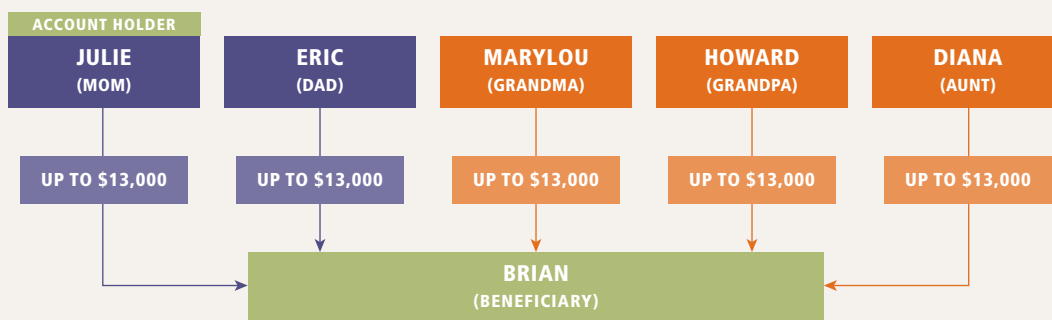 ACCOUNT HOLDER
JULIE
(MOM)
ERIC
(DAD)
MARYLOU
(GRANDMA)
HOWARD
(GRANDPA)
DIANA
(AUNT)
UP TO $13,000
UP TO $13,000
UP TO $13,000
UP TO $13,000
UP TO $13,000
BRIAN
(BENEFICIARY)